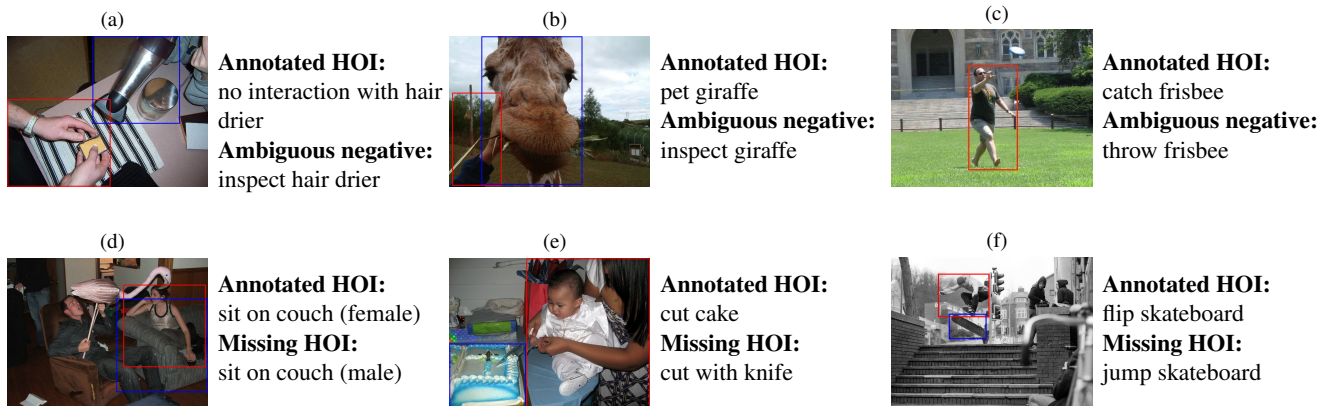 (a)
Annotated HOI:
no interaction with hair
drier
Ambiguous negative:
inspect hair drier
(b)
Annotated HOI:
pet giraffe
Ambiguous negative:
inspect giraffe
(c)
Annotated HOI:
catch frisbee
Ambiguous negative:
throw frisbee
(d)
Annotated HOI:
sit on couch (female)
Missing HOI:
sit on couch (male)
(e)
Annotated HOI:
cut cake
Missing HOI:
cut with knife
(f)
Annotated HOI:
flip skateboard
Missing HOI:
jump skateboard